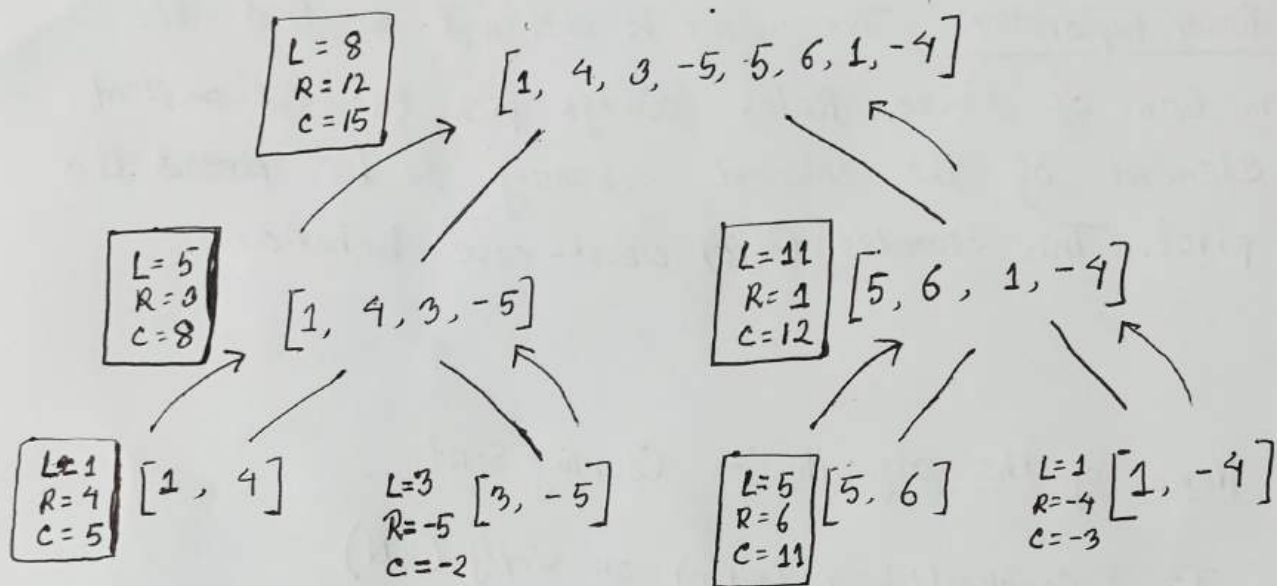 L = 8
R = 12
C = 15
[1, 4, 3, -5, 5, 6, 1, -4]
L = 5
R = 3
C = 8
[1, 4, 3, -5]
L = 11
R = 1
C = 12
[5, 6, 1, -4]
L = 1
R = 4
C = 5
[1, 4]
L = 3
R = -5
C = -2
[3, -5]
L = 5
R = 6
C = 11
[5, 6]
L = 1
R = -4
C = -3
[1, -4]